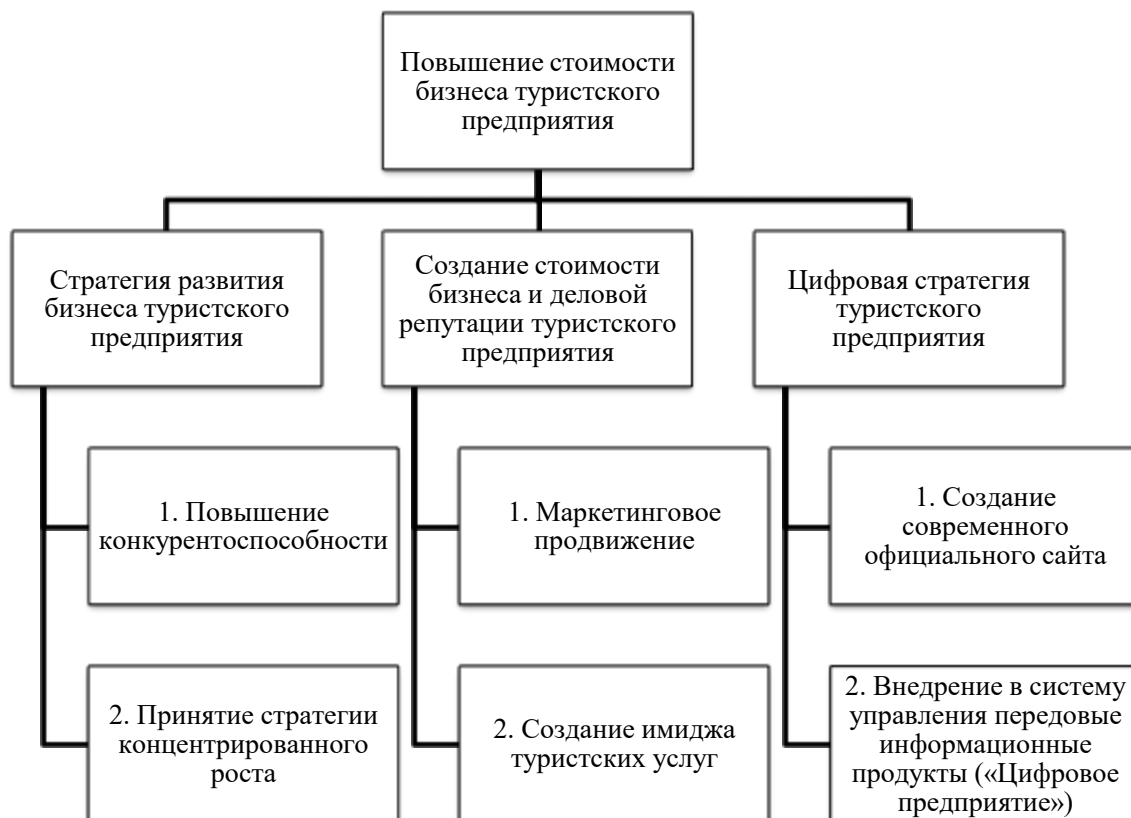 Повышение стоимости
бизнеса туристского
предприятия
Стратегия развития
бизнеса туристского
предприятия
Создание стоимости
бизнеса и деловой
репутации туристского
предприятия
Цифровая стратегия
туристского
предприятия
1. Повышение
конкурентоспособности
1. Маркетинговое
продвижение
1. Создание
современного
официального сайта
2. Принятие стратегии
концентрированного
роста
2. Создание имиджа
туристских услуг
2. Внедрение в систему
управления передовые
информационные
продукты («Цифровое
предприятие»)